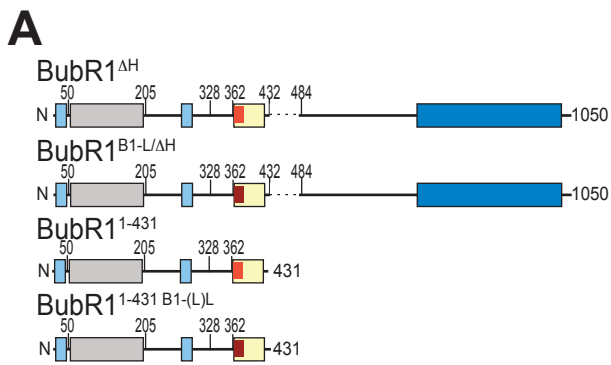 A
BubR1ΔH
50 205 328 362 432 484
N 1050
BubR1B1-L/ΔH
50 205 328 362 432 484
N 1050
BubR11-431
50 205 328 362
N 431
BubR11-431 B1-(L)L
50 205 328 362
N 431